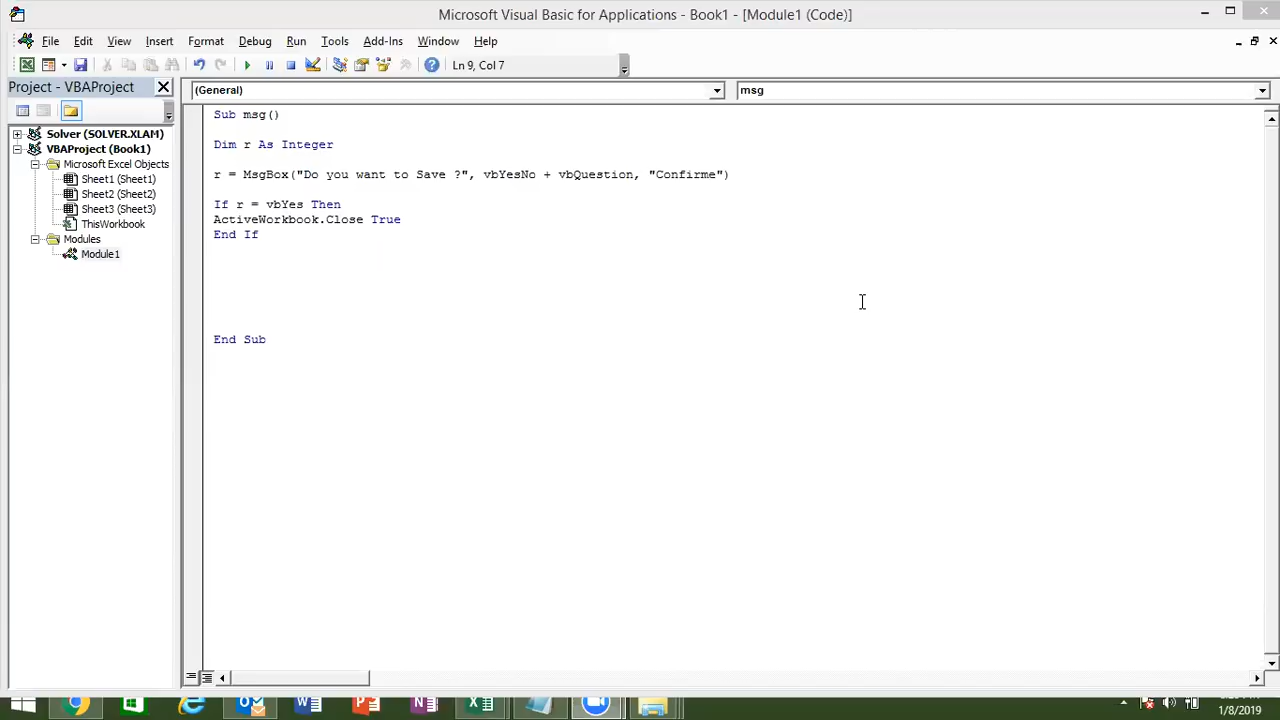 Microsoft Visual Basic for Applications - Book1 - [Module1 (Code)]
File Edit View Insert Format Debug Run Tools Add-Ins Window Help
Ln 9, Col 7
Project - VBAProject
(General)
msg
Solver (SOLVER.XLAM)
VBAProject (Book1)
Microsoft Excel Objects
Sheet1 (Sheet1)
Sheet2 (Sheet2)
Sheet3 (Sheet3)
ThisWorkbook
Modules
Module1
Sub msg()
Dim r As Integer
r = MsgBox("Do you want to Save ?", vbYesNo + vbQuestion, "Confirme")
If r = vbYes Then
ActiveWorkbook.Close True
End If
End Sub
1/8/2019